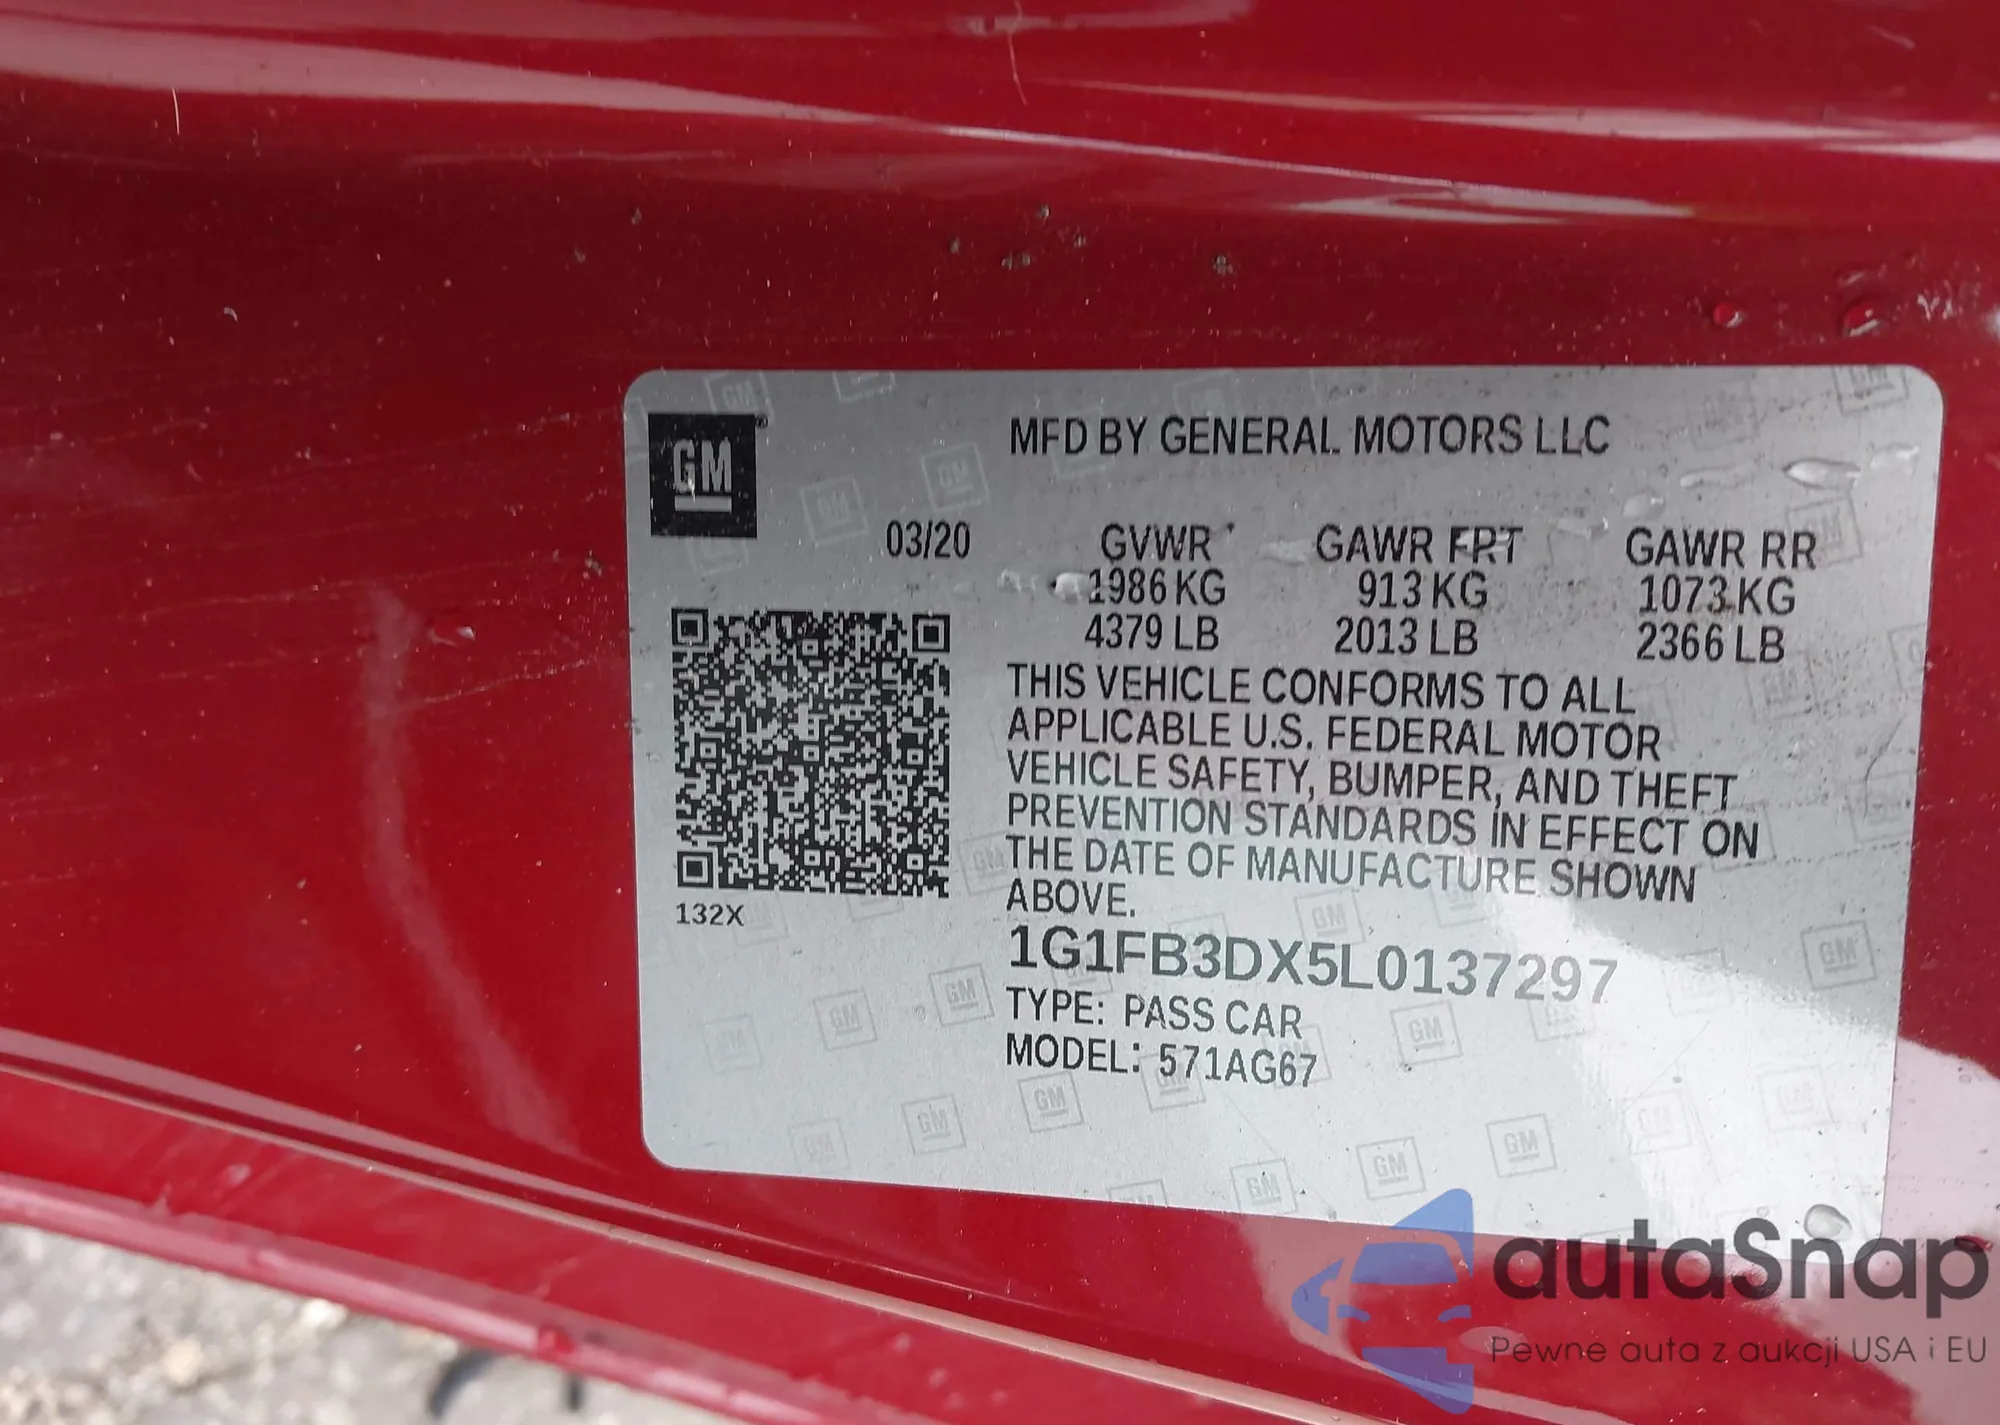 GM
MFD BY GENERAL MOTORS LLC
03/20
GVWR GAWR FRT GAWR RR
1986 KG 913 KG 1073 KG
4379 LB 2013 LB 2366 LB
THIS VEHICLE CONFORMS TO ALL
APPLICABLE U.S. FEDERAL MOTOR
VEHICLE SAFETY, BUMPER, AND THEFT
PREVENTION STANDARDS IN EFFECT ON
THE DATE OF MANUFACTURE SHOWN
ABOVE.
132X
1G1FB3DX5L0137297
TYPE: PASS CAR
MODEL: 571AG67
autaSnap
Pewne auta z aukcji USA i EU